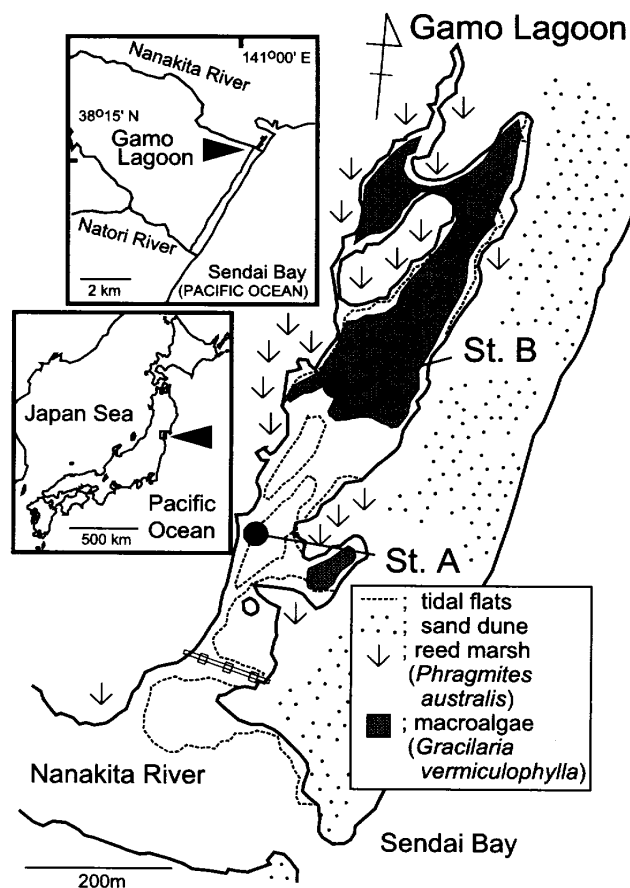 Gamo Lagoon
141°00' E
Nanakita River
38°15' N
Gamo
Lagoon
Natori River
Sendai Bay
(PACIFIC OCEAN)
2 km
St. B
Japan Sea
Pacific
Ocean
500 km
St. A
; tidal flats
; sand dune
; reed marsh
(Phragmites
australis)
; macroalgae
(Gracilaria
vermiculophylla)
Nanakita River
Sendai Bay
200m